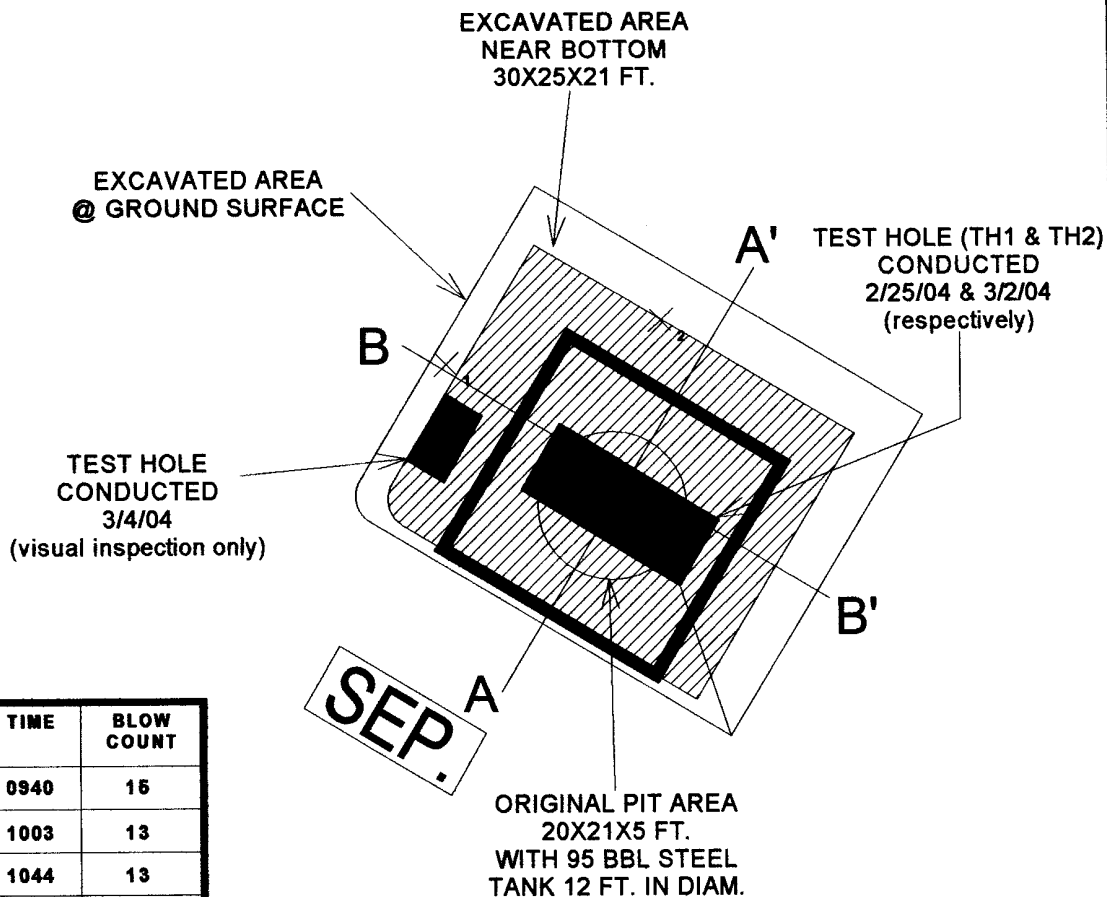 EXCAVATED AREA
NEAR BOTTOM
30X25X21 FT.
EXCAVATED AREA
@ GROUND SURFACE
A'
TEST HOLE (TH1 & TH2)
CONDUCTED
2/25/04 & 3/2/04
(respectively)
B
2
1
TEST HOLE
CONDUCTED
3/4/04
(visual inspection only)
B'
A
SEP.
TIME BLOW
COUNT
0940 15
1003 13
1044 13
ORIGINAL PIT AREA
20X21X5 FT.
WITH 95 BBL STEEL
TANK 12 FT. IN DIAM.